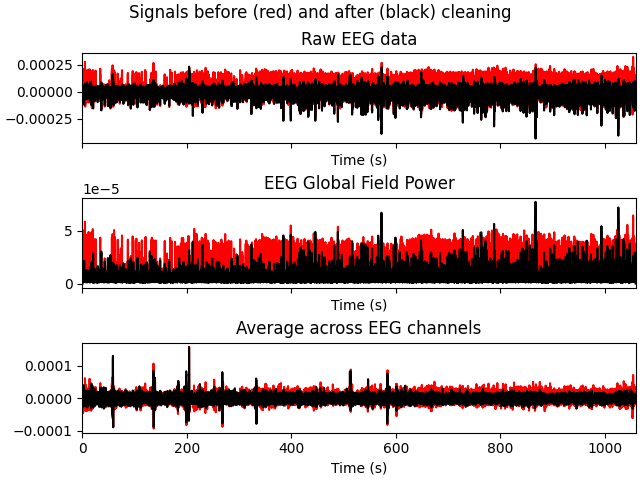 Signals before (red) and after (black) cleaning
Raw EEG data
0.00025
0.00000
−0.00025
Time (s)
EEG Global Field Power
1e−5
5
0
Time (s)
Average across EEG channels
0.0001
0.0000
−0.0001
0 200 400 600 800 1000
Time (s)